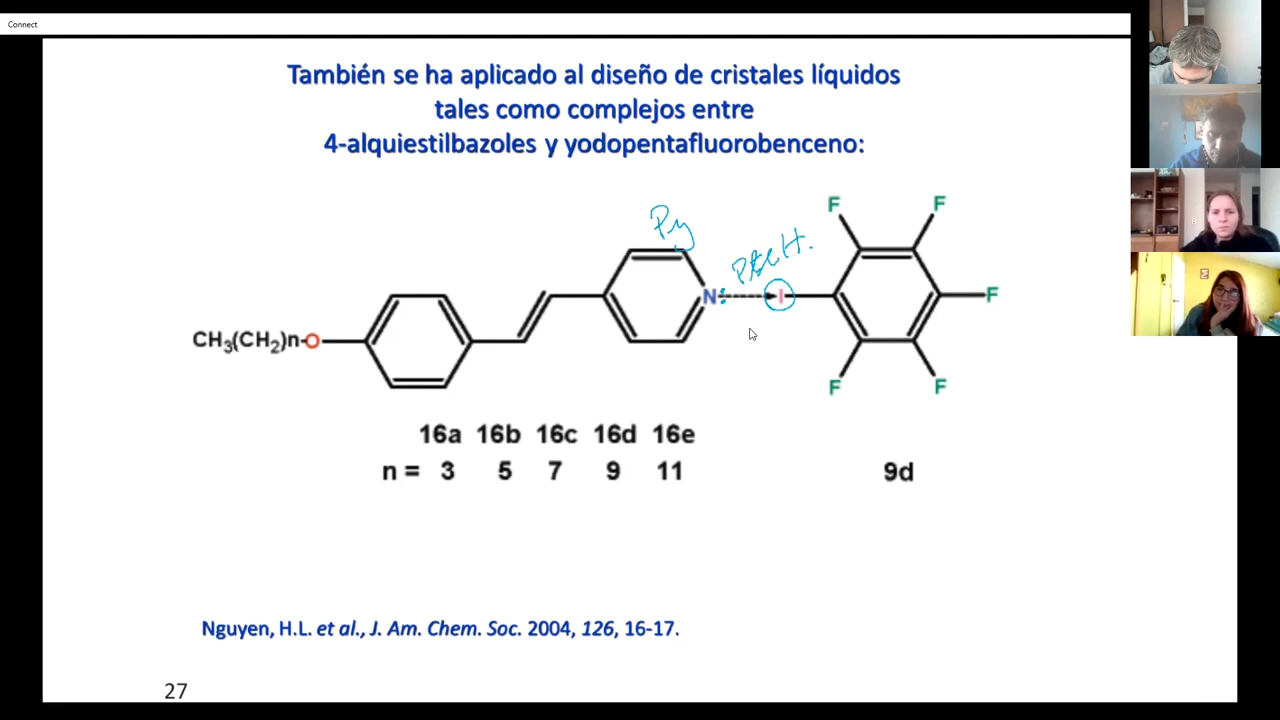 Connect
También se ha aplicado al diseño de cristales líquidos
tales como complejos entre
4-alquiestilbazoles y yodopentafluorobenceno:
Py
F F
N: I F
CH₃(CH₂)n-O
F F
16a 16b 16c 16d 16e
n = 3 5 7 9 11 9d
Nguyen, H.L. et al., J. Am. Chem. Soc. 2004, 126, 16-17.
27